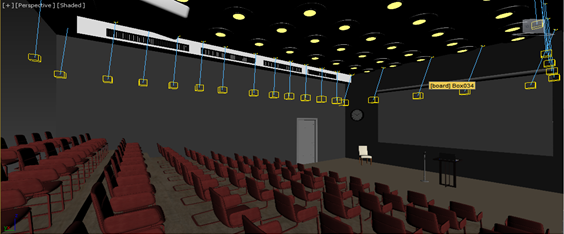 [ + ] [Perspective ] [Shaded ]
[board] Box034